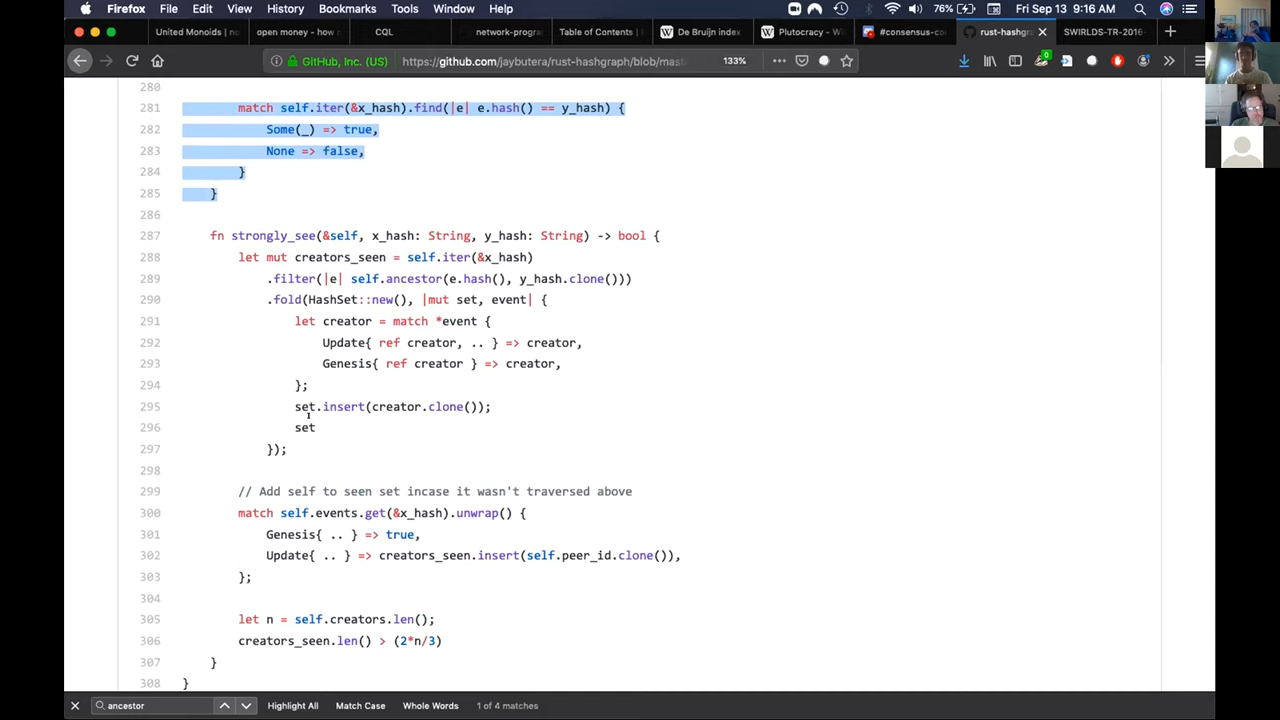 Firefox File Edit View History Bookmarks Tools Window Help 76% Fri Sep 13 9:16 AM
United Monoids | no open money - how n CQL network-progra Table of Contents | De Bruijn index Plutocracy - Wi #consensus-co rust-hashgra SWIRLDS-TR-2016-
GitHub, Inc. (US) https://github.com/jaybutera/rust-hashgraph/blob/mast 133%
280
281 match self.iter(&x_hash).find(|e| e.hash() == y_hash) {
282 Some(_) => true,
283 None => false,
284 }
285 }
286
287 fn strongly_see(&self, x_hash: String, y_hash: String) -> bool {
288 let mut creators_seen = self.iter(&x_hash)
289 .filter(|e| self.ancestor(e.hash(), y_hash.clone()))
290 .fold(HashSet::new(), |mut set, event| {
291 let creator = match *event {
292 Update{ ref creator, .. } => creator,
293 Genesis{ ref creator } => creator,
294 };
295 set.insert(creator.clone());
296 set
297 });
298
299 // Add self to seen set incase it wasn't traversed above
300 match self.events.get(&x_hash).unwrap() {
301 Genesis{ .. } => true,
302 Update{ .. } => creators_seen.insert(self.peer_id.clone()),
303 };
304
305 let n = self.creators.len();
306 creators_seen.len() > (2*n/3)
307 }
308 }
ancestor Highlight All Match Case Whole Words 1 of 4 matches